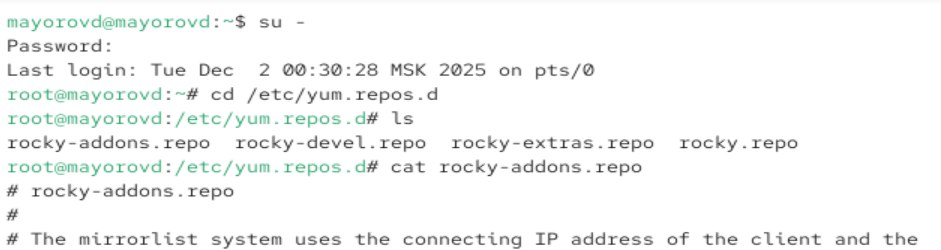 mayorovd@mayorovd:~$ su -
Password:
Last login: Tue Dec  2 00:30:28 MSK 2025 on pts/0
root@mayorovd:~# cd /etc/yum.repos.d
root@mayorovd:/etc/yum.repos.d# ls
rocky-addons.repo  rocky-devel.repo  rocky-extras.repo  rocky.repo
root@mayorovd:/etc/yum.repos.d# cat rocky-addons.repo
# rocky-addons.repo
#
# The mirrorlist system uses the connecting IP address of the client and the